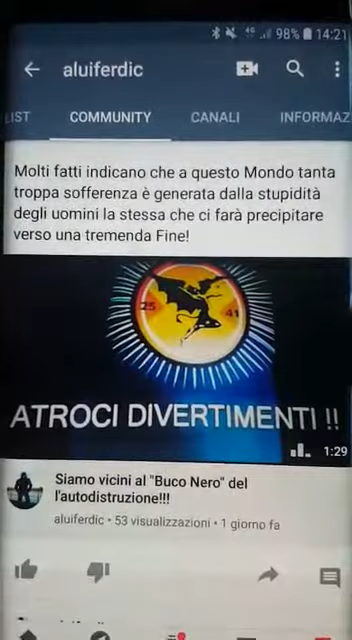 4G 98% 14:21
aluiferdic
LIST COMMUNITY CANALI INFORMAZ
Molti fatti indicano che a questo Mondo tanta
troppa sofferenza è generata dalla stupidità
degli uomini la stessa che ci farà precipitare
verso una tremenda Fine!
25 41
ATROCI DIVERTIMENTI !!
1:29
Siamo vicini al "Buco Nero" del
l'autodistruzione!!!
aluiferdic • 53 visualizzazioni • 1 giorno fa